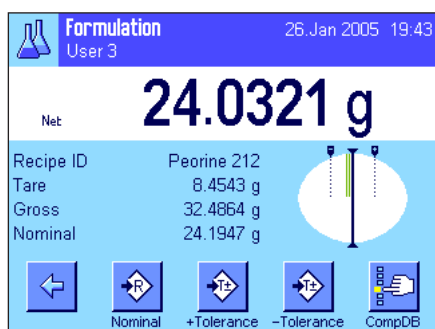 Formulation 26.Jan 2005 19:43
User 3
Net 24.0321 g
Recipe ID Peorine 212
Tare 8.4543 g
Gross 32.4864 g
Nominal 24.1947 g
R T± T±
Nominal +Tolerance −Tolerance CompDB